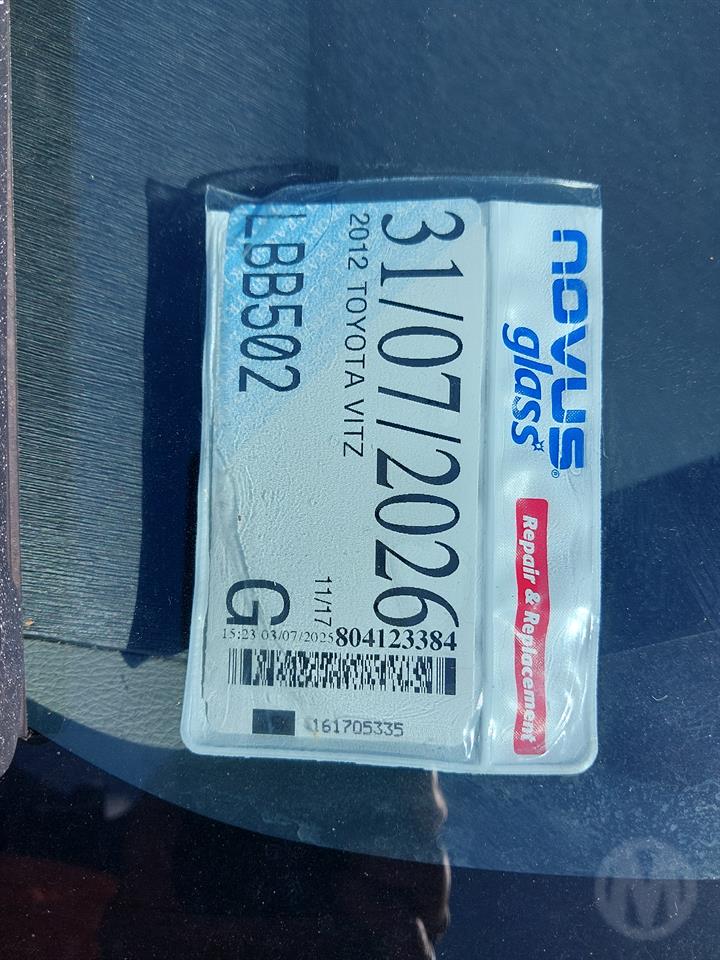 novus
glass
®
Repair & Replacement
31/07/2026
2012 TOYOTA VITZ
11/17
LBB502
G
15:23 03/07/2025
804123384
161705335
M